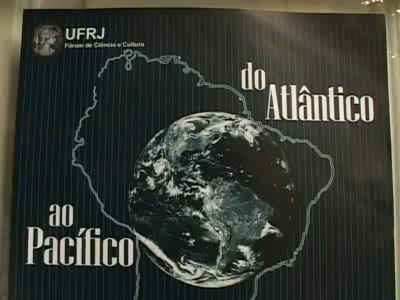 UFRJ
Fórum de Ciência e Cultura
do
Atlântico
ao
Pacífico